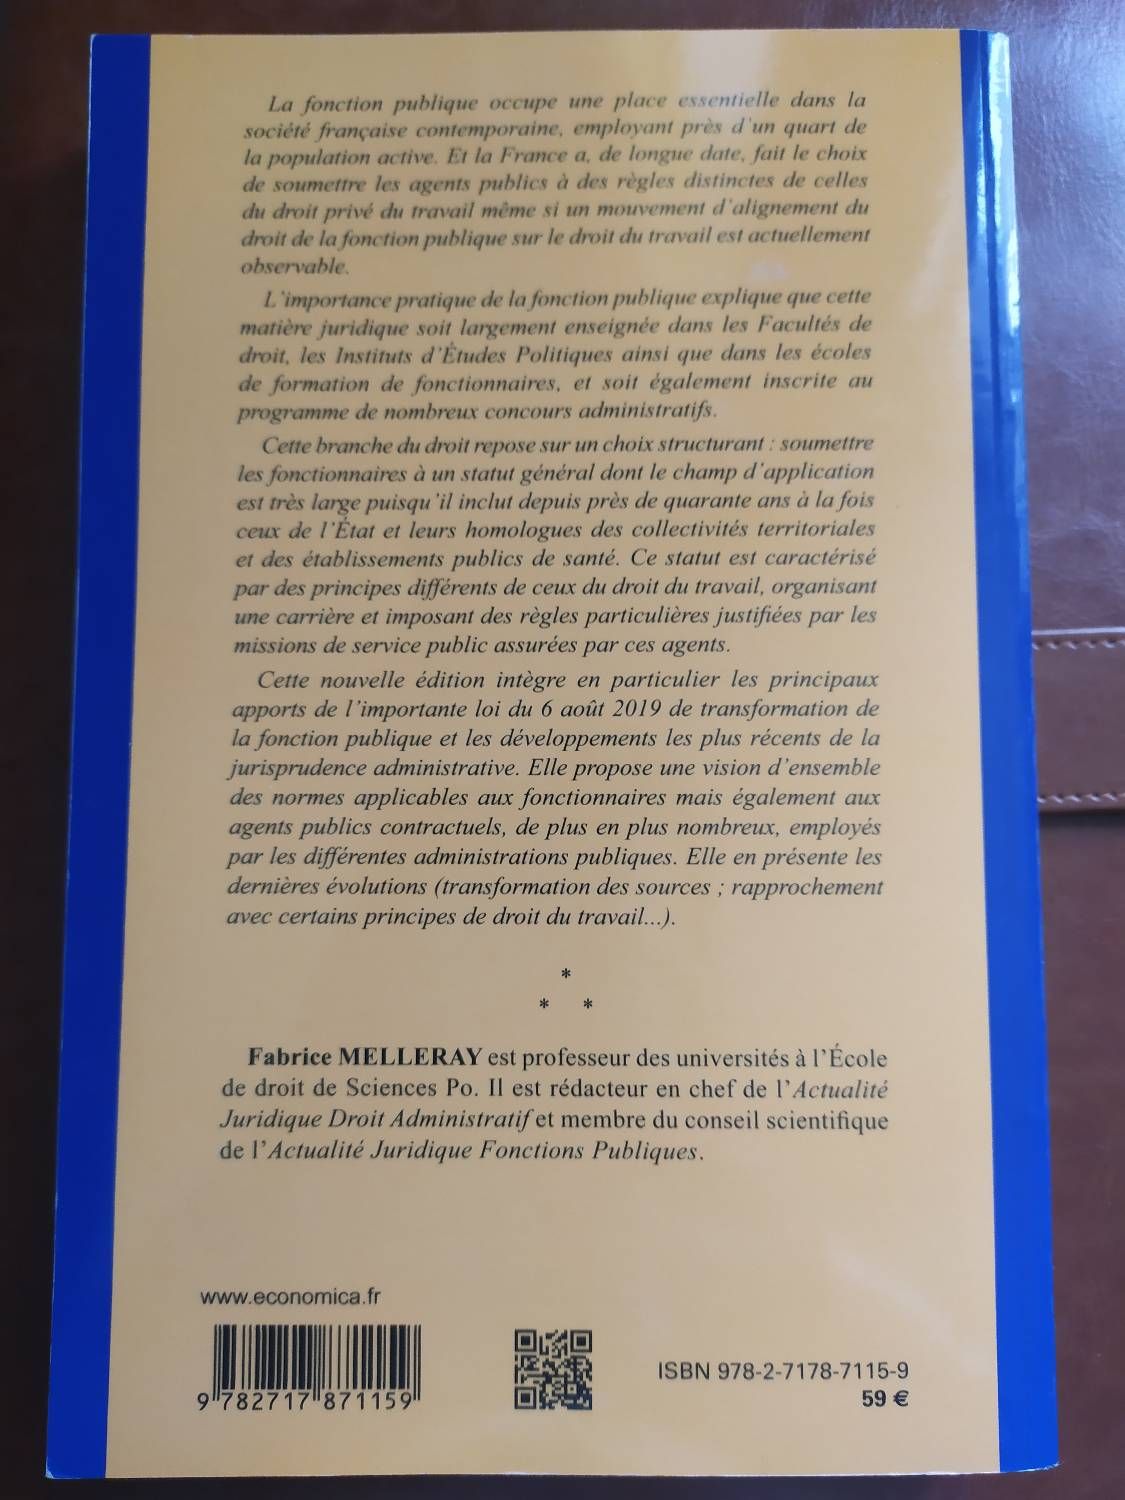 La fonction publique occupe une place essentielle dans la
société française contemporaine, employant près d'un quart de
la population active. Et la France a, de longue date, fait le choix
de soumettre les agents publics à des règles distinctes de celles
du droit privé du travail même si un mouvement d'alignement du
droit de la fonction publique sur le droit du travail est actuellement
observable.
L'importance pratique de la fonction publique explique que cette
matière juridique soit largement enseignée dans les Facultés de
droit, les Instituts d'Études Politiques ainsi que dans les écoles
de formation de fonctionnaires, et soit également inscrite au
programme de nombreux concours administratifs.
Cette branche du droit repose sur un choix structurant : soumettre
les fonctionnaires à un statut général dont le champ d'application
est très large puisqu'il inclut depuis près de quarante ans à la fois
ceux de l'État et leurs homologues des collectivités territoriales
et des établissements publics de santé. Ce statut est caractérisé
par des principes différents de ceux du droit du travail, organisant
une carrière et imposant des règles particulières justifiées par les
missions de service public assurées par ces agents.
Cette nouvelle édition intègre en particulier les principaux
apports de l'importante loi du 6 août 2019 de transformation de
la fonction publique et les développements les plus récents de la
jurisprudence administrative. Elle propose une vision d'ensemble
des normes applicables aux fonctionnaires mais également aux
agents publics contractuels, de plus en plus nombreux, employés
par les différentes administrations publiques. Elle en présente les
dernières évolutions (transformation des sources ; rapprochement
avec certains principes de droit du travail...).
*
* *
Fabrice MELLERAY est professeur des universités à l'École
de droit de Sciences Po. Il est rédacteur en chef de l'Actualité
Juridique Droit Administratif et membre du conseil scientifique
de l'Actualité Juridique Fonctions Publiques.
www.economica.fr
ISBN 978-2-7178-7115-9
59 €
9 782717 871159